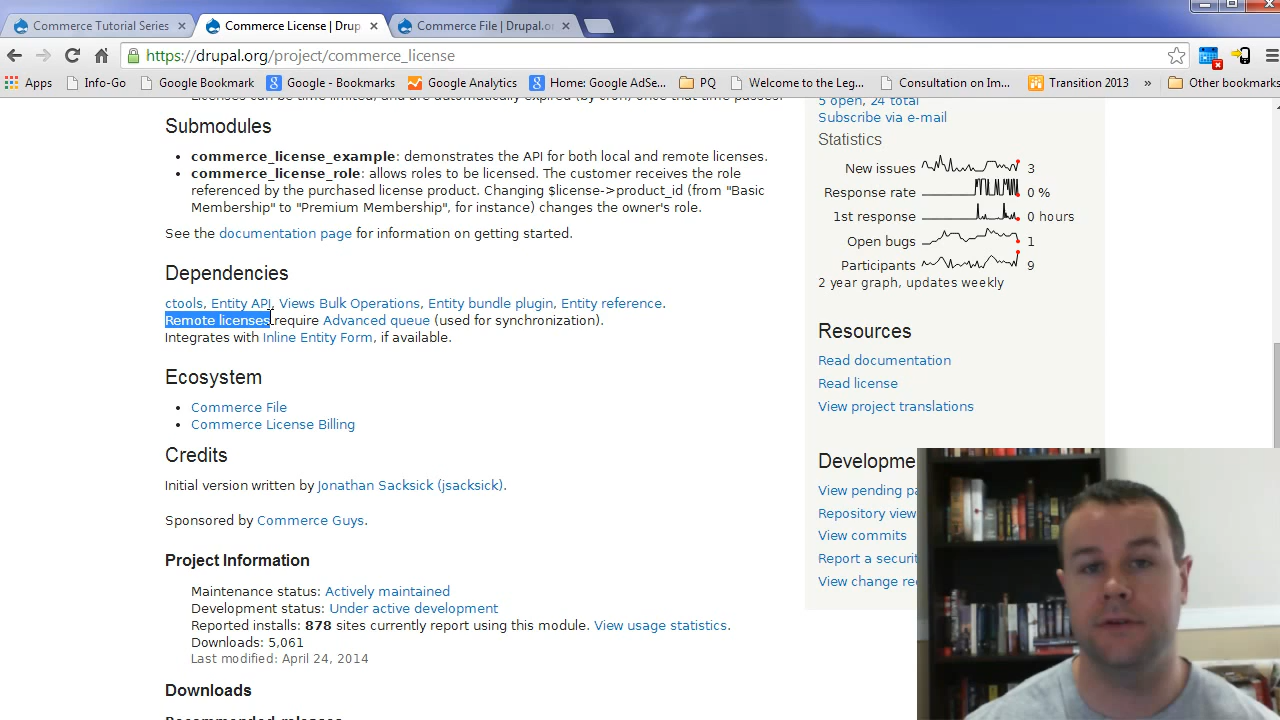 Commerce Tutorial Series
Commerce License | Drup
Commerce File | Drupal.o
https://drupal.org/project/commerce_license
Apps
Info-Go
Google Bookmark
Google Bookmarks
Google Analytics
Home: Google AdSe...
PQ
Welcome to the Leg...
Consultation on Im...
Transition 2013
»
Other bookmarks
Submodules
• commerce_license_example: demonstrates the API for both local and remote licenses.
• commerce_license_role: allows roles to be licensed. The customer receives the role
referenced by the purchased license product. Changing $license->product_id (from "Basic
Membership" to "Premium Membership", for instance) changes the owner's role.
See the documentation page for information on getting started.
Dependencies
ctools, Entity API, Views Bulk Operations, Entity bundle plugin, Entity reference.
Remote licenses require Advanced queue (used for synchronization).
Integrates with Inline Entity Form, if available.
Ecosystem
• Commerce File
• Commerce License Billing
Credits
Initial version written by Jonathan Sacksick (jsacksick).
Sponsored by Commerce Guys.
Project Information
Maintenance status: Actively maintained
Development status: Under active development
Reported installs: 878 sites currently report using this module. View usage statistics.
Downloads: 5,061
Last modified: April 24, 2014
Downloads
5 open, 24 total
Subscribe via e-mail
Statistics
New issues 3
Response rate 0 %
1st response 0 hours
Open bugs 1
Participants 9
2 year graph, updates weekly
Resources
Read documentation
Read license
View project translations
Developme
View pending pa
Repository view
View commits
Report a securit
View change re